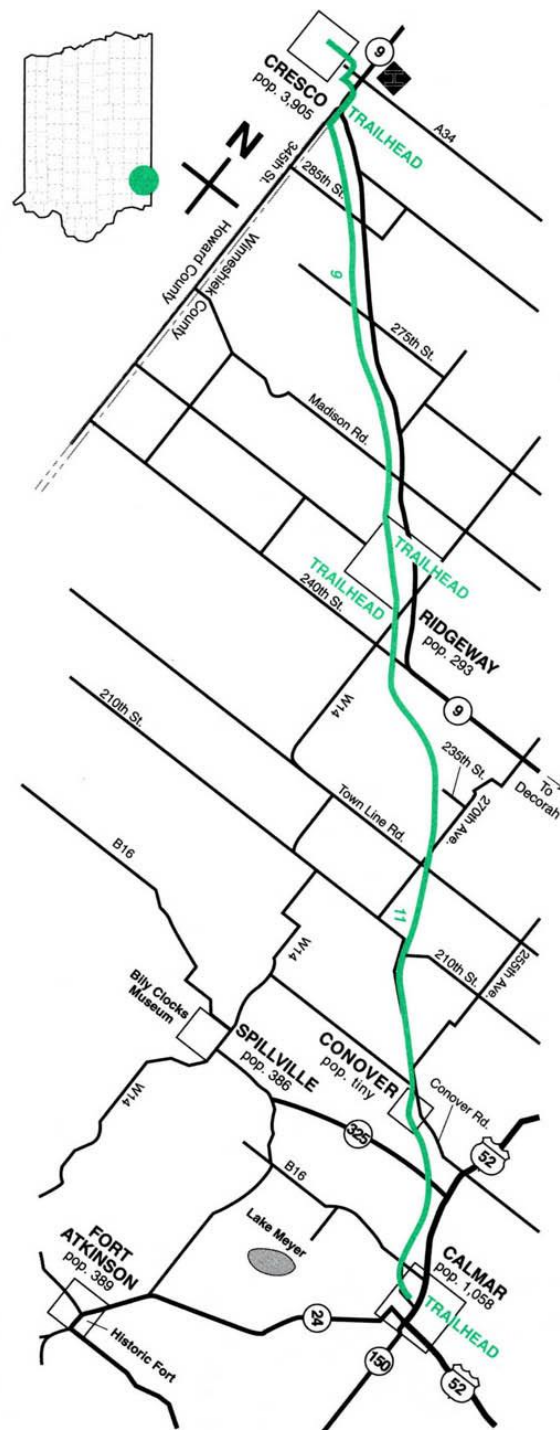 9
CRESCO
pop. 3,905
TRAILHEAD
A34
N
345th St.
285th St.
Howard County
Winneshiek County
9
275th St.
Madison Rd.
TRAILHEAD
TRAILHEAD
240th St.
RIDGEWAY
pop. 293
W14
9
210th St.
235th St.
To
Decorah
270th Ave.
Town Line Rd.
B16
11
W14
210th St.
255th Ave.
Bily Clocks
Museum
SPILLVILLE
pop. 386
CONOVER
pop. tiny
Conover Rd.
W14
325
52
B16
Lake Meyer
FORT
ATKINSON
pop. 389
CALMAR
pop. 1,058
TRAILHEAD
24
Historic Fort
150
52